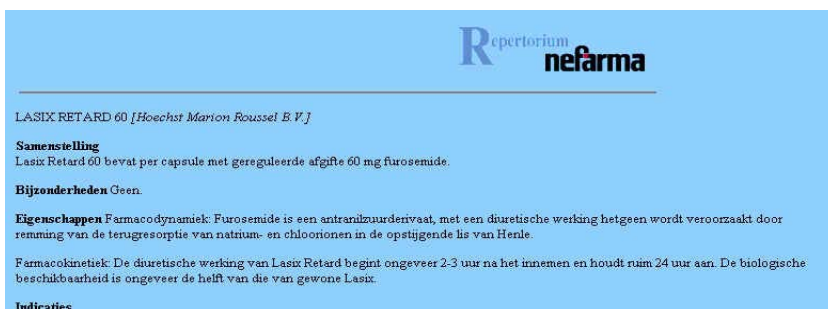 Repertorium
nefarma
LASIX RETARD 60 [Hoechst Marion Roussel B.V.]
Samenstelling
Lasix Retard 60 bevat per capsule met gereguleerde afgifte 60 mg furosemide.
Bijzonderheden Geen.
Eigenschappen Farmacodynamiek: Furosemide is een antranilzuurderivaat, met een diuretische werking hetgeen wordt veroorzaakt door
remming van de terugresorptie van natrium- en chloorionen in de opstijgende lis van Henle.
Farmacokinetiek: De diuretische werking van Lasix Retard begint ongeveer 2-3 uur na het innemen en houdt ruim 24 uur aan. De biologische
beschikbaarheid is ongeveer de helft van die van gewone Lasix.
Indicaties